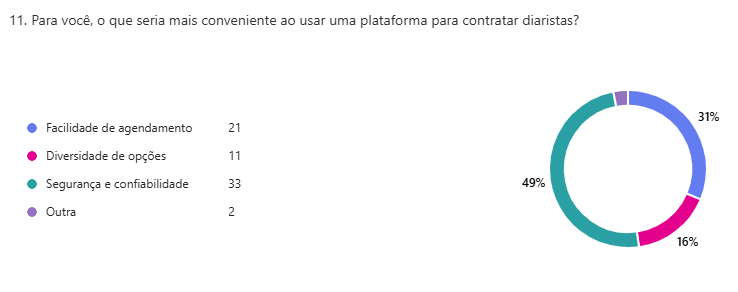 11. Para você, o que seria mais conveniente ao usar uma plataforma para contratar diaristas?
Facilidade de agendamento 21
Diversidade de opções 11
Segurança e confiabilidade 33
Outra 2
31%
49%
16%